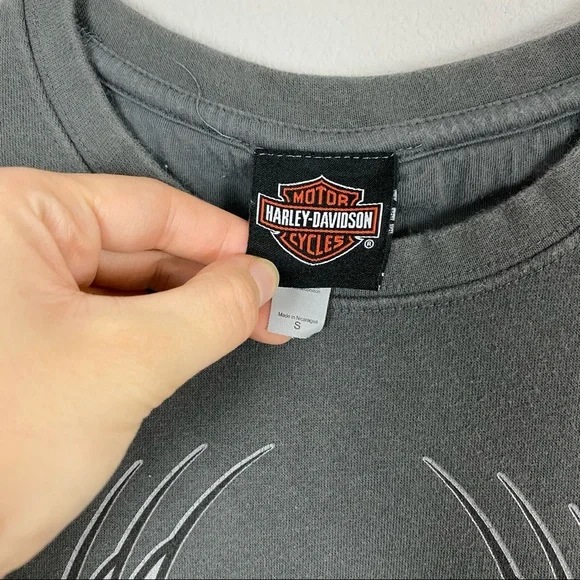 MOTOR
HARLEY-DAVIDSON
CYCLES
®
Made in Nicaragua
S